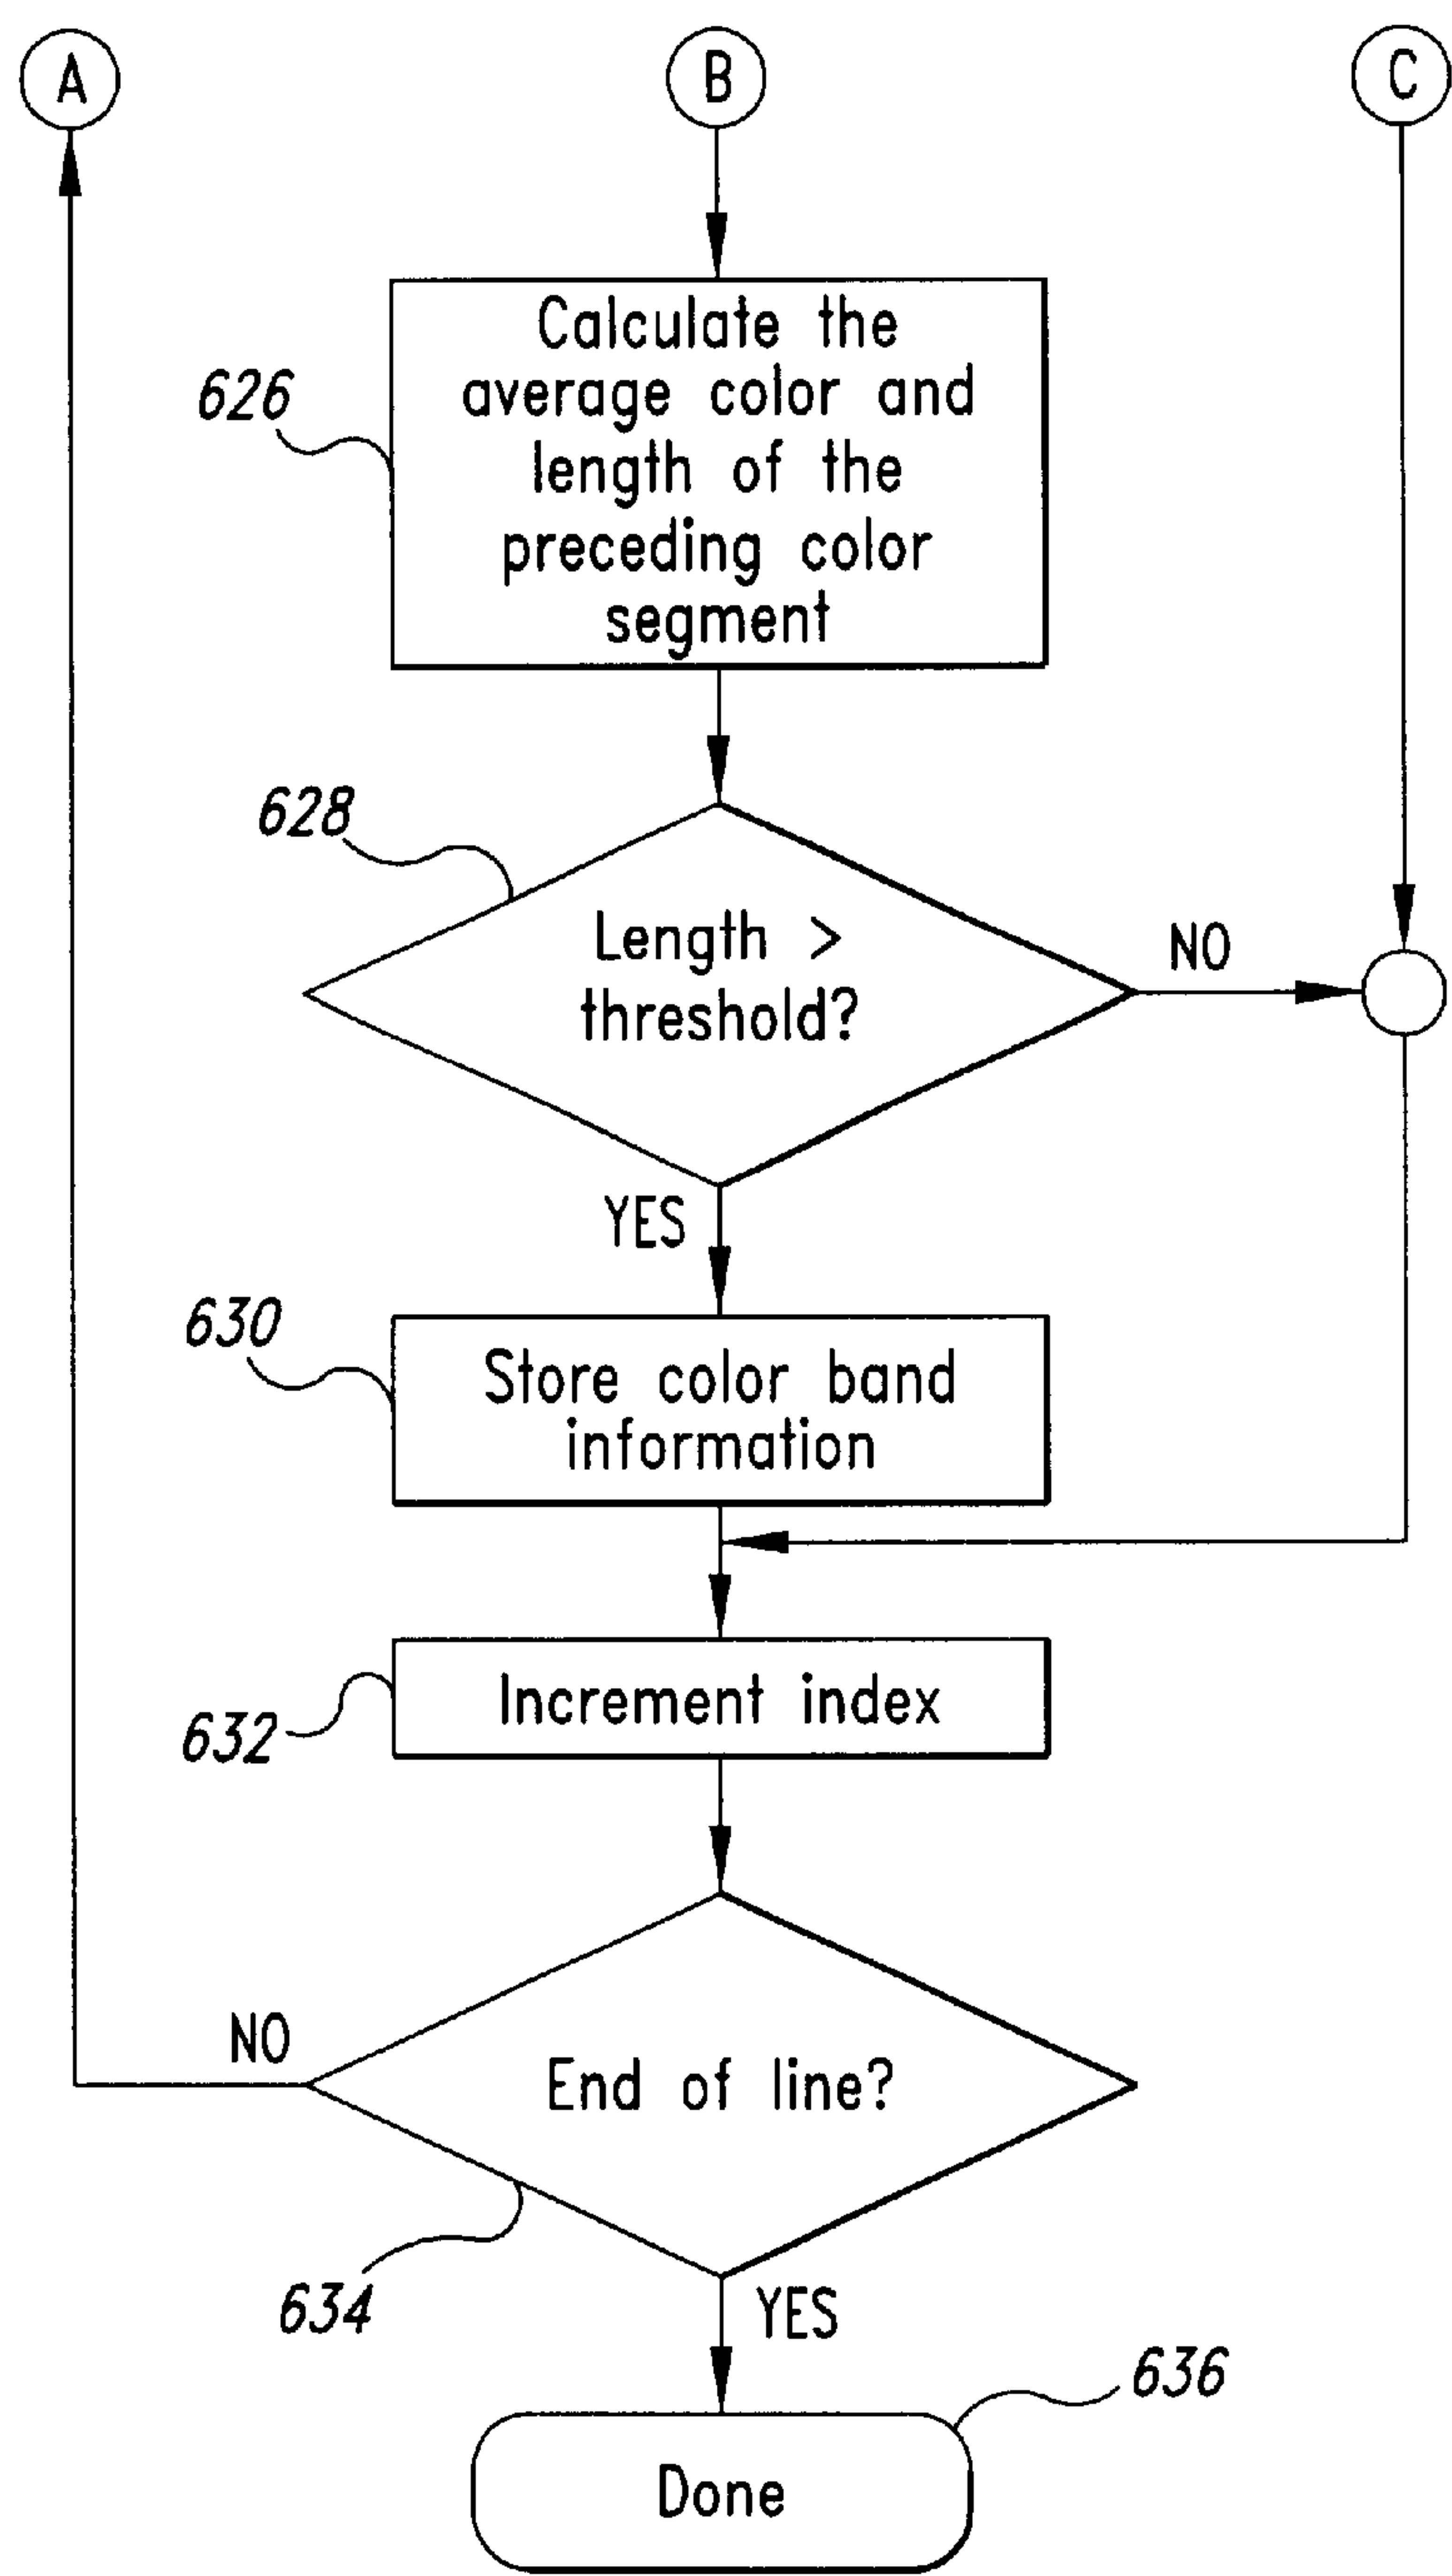 A
B
C
Calculate the
average color and
length of the
preceding color
segment
626
628
Length >
threshold?
NO
YES
630
Store color band
information
632
Increment index
NO
End of line?
634
YES
636
Done